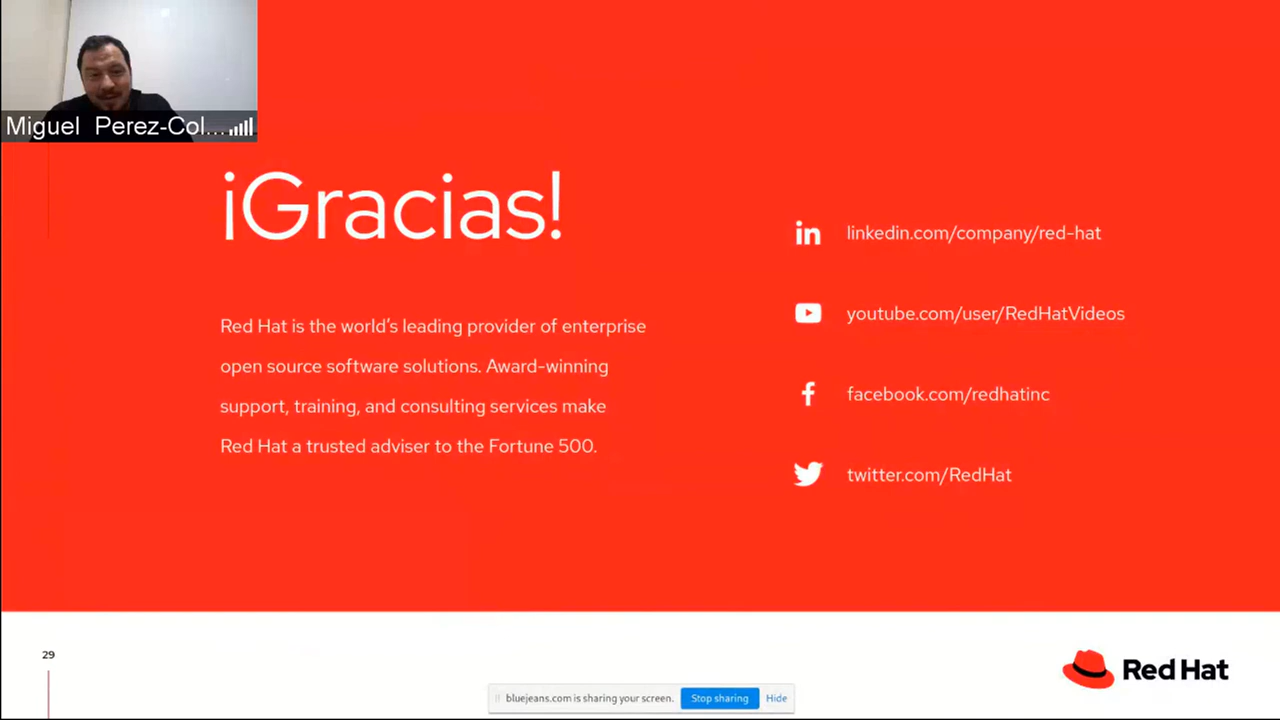 Miguel Perez-Col...
¡Gracias!
Red Hat is the world's leading provider of enterprise
open source software solutions. Award-winning
support, training, and consulting services make
Red Hat a trusted adviser to the Fortune 500.
in linkedin.com/company/red-hat
youtube.com/user/RedHatVideos
f facebook.com/redhatinc
twitter.com/RedHat
29
Red Hat
bluejeans.com is sharing your screen. Stop sharing Hide